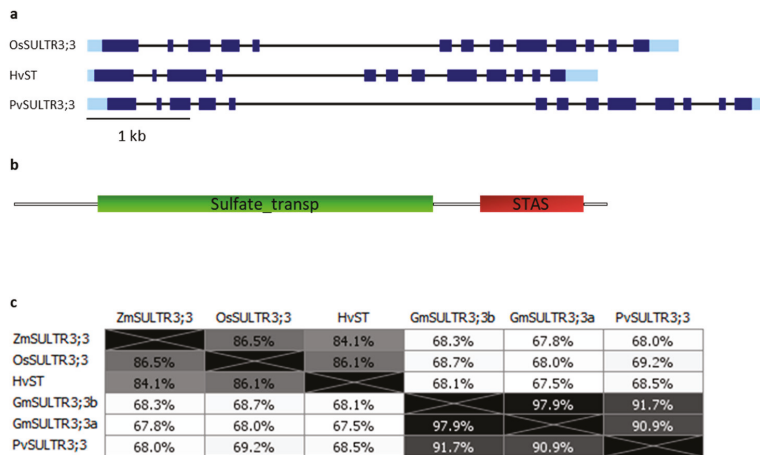 a
OsSULTR3;3
HvST
PvSULTR3;3
1 kb
b
Sulfate_transp STAS
c
ZmSULTR3;3 OsSULTR3;3 HvST GmSULTR3;3b GmSULTR3;3a PvSULTR3;3
ZmSULTR3;3 86.5% 84.1% 68.3% 67.8% 68.0%
OsSULTR3;3 86.5% 86.1% 68.7% 68.0% 69.2%
HvST 84.1% 86.1% 68.1% 67.5% 68.5%
GmSULTR3;3b 68.3% 68.7% 68.1% 97.9% 91.7%
GmSULTR3;3a 67.8% 68.0% 67.5% 97.9% 90.9%
PvSULTR3;3 68.0% 69.2% 68.5% 91.7% 90.9%